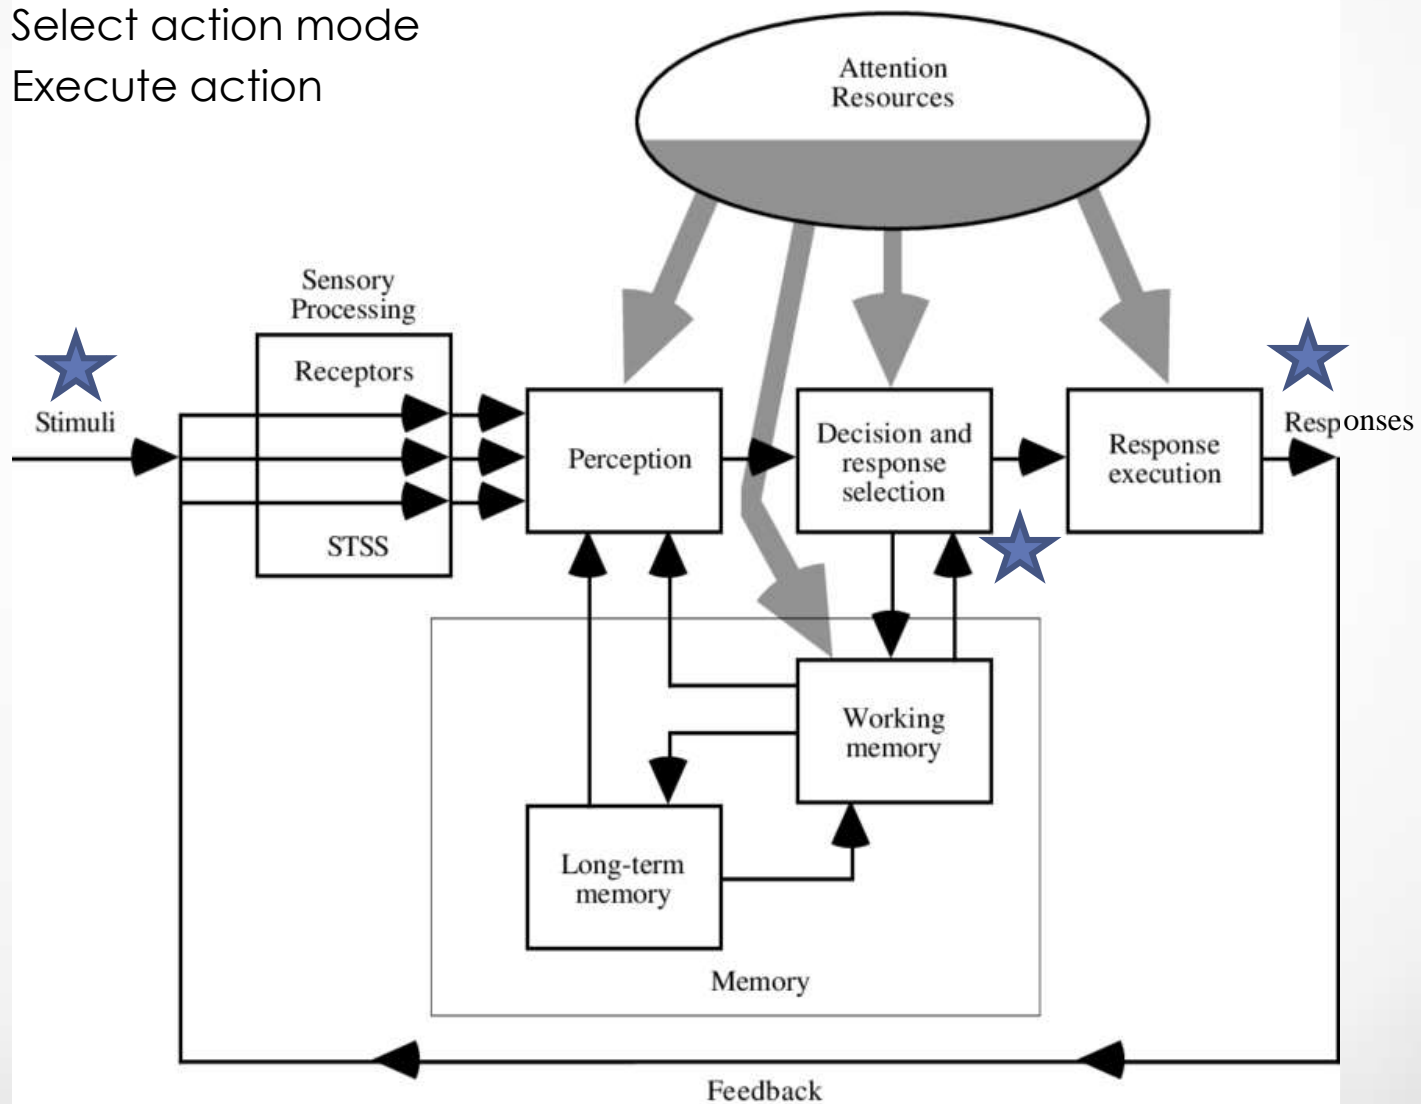 Select action mode
Execute action
Attention
Resources
Sensory
Processing
Receptors
STSS
Stimuli
Perception
Decision and
response
selection
Response
execution
Responses
Working
memory
Long-term
memory
Memory
Feedback